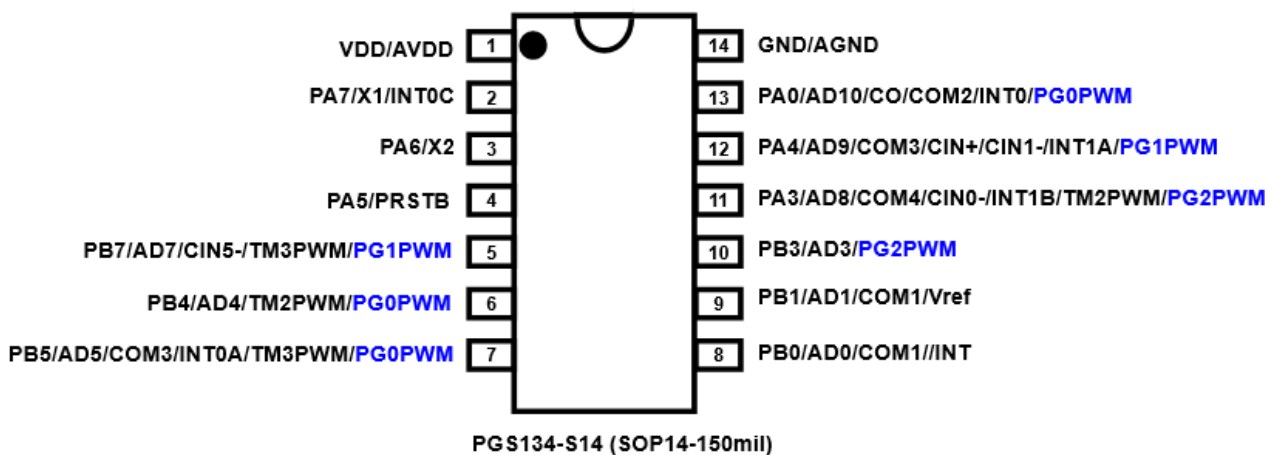 VDD/AVDD 1 14 GND/AGND
PA7/X1/INT0C 2 13 PA0/AD10/CO/COM2/INT0/PG0PWM
PA6/X2 3 12 PA4/AD9/COM3/CIN+/CIN1-/INT1A/PG1PWM
PA5/PRSTB 4 11 PA3/AD8/COM4/CIN0-/INT1B/TM2PWM/PG2PWM
PB7/AD7/CIN5-/TM3PWM/PG1PWM 5 10 PB3/AD3/PG2PWM
PB4/AD4/TM2PWM/PG0PWM 6 9 PB1/AD1/COM1/Vref
PB5/AD5/COM3/INT0A/TM3PWM/PG0PWM 7 8 PB0/AD0/COM1//INT
PGS134-S14 (SOP14-150mil)